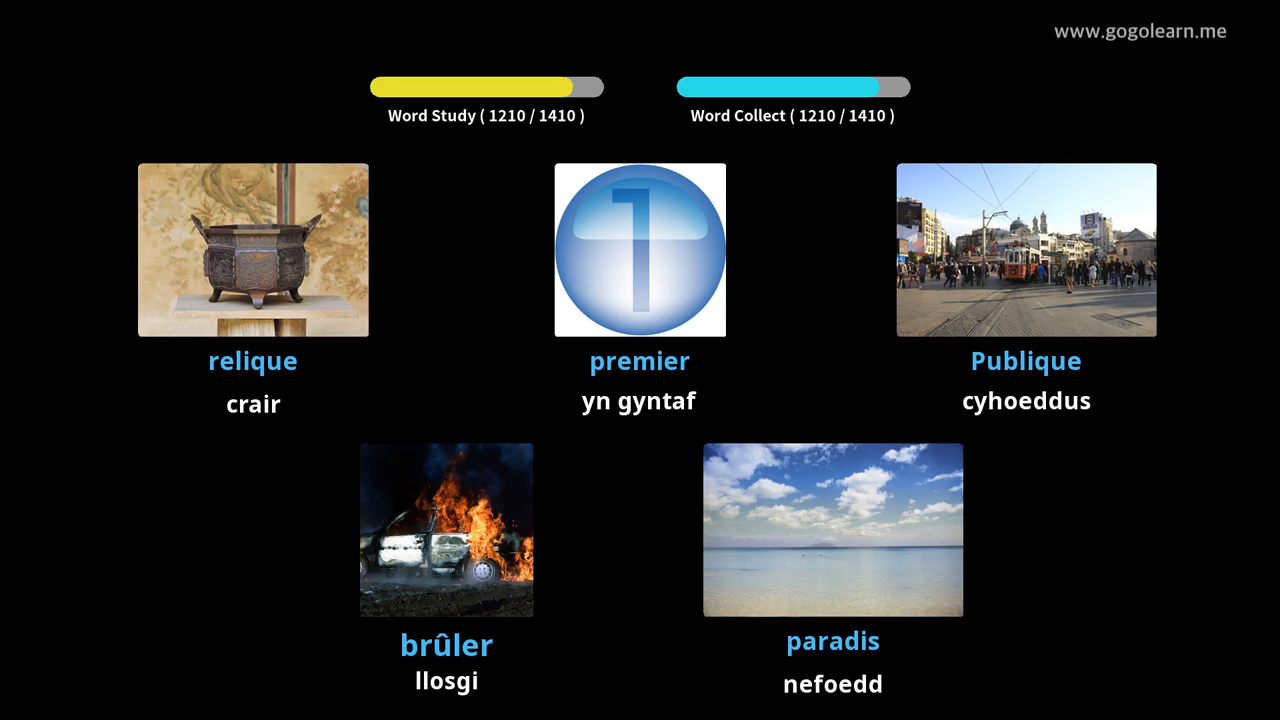 www.gogolearn.me
Word Study ( 1210 / 1410 )
Word Collect ( 1210 / 1410 )
1
relique
premier
Publique
crair
yn gyntaf
cyhoeddus
brûler
paradis
llosgi
nefoedd